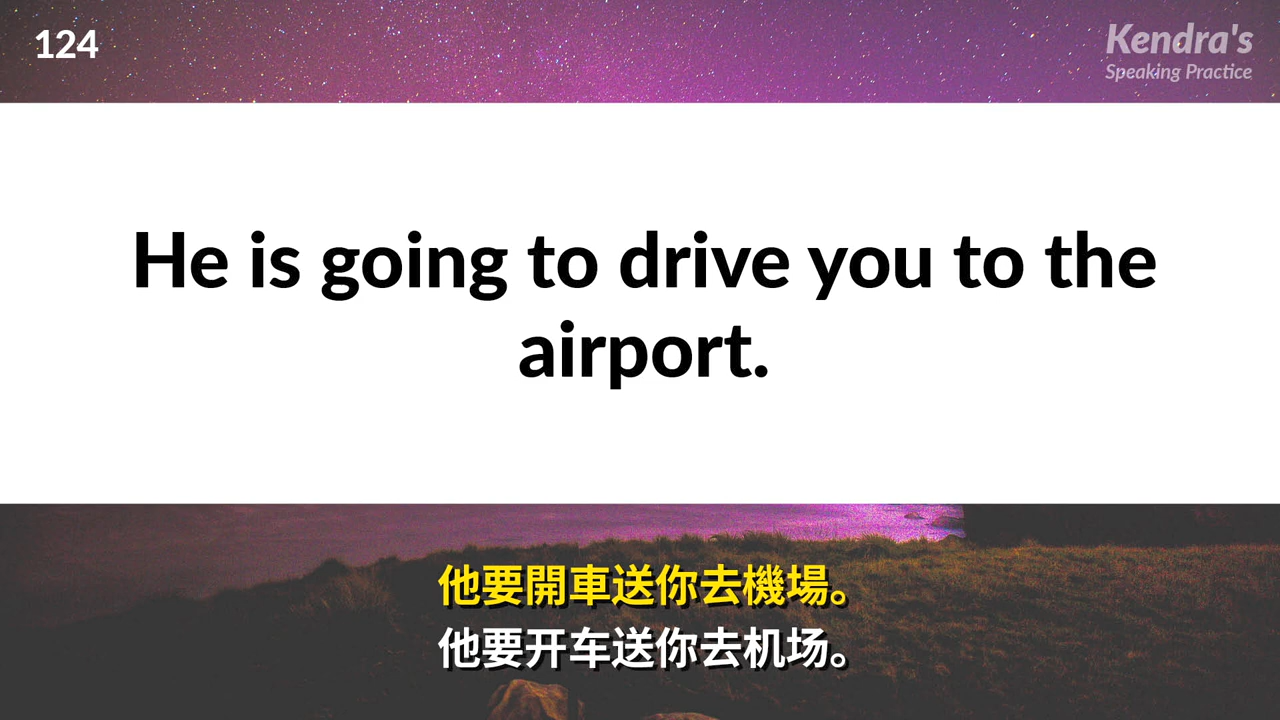 124
Kendra's
Speaking Practice
He is going to drive you to the
airport.
他要開車送你去機場。
他要开车送你去机场。